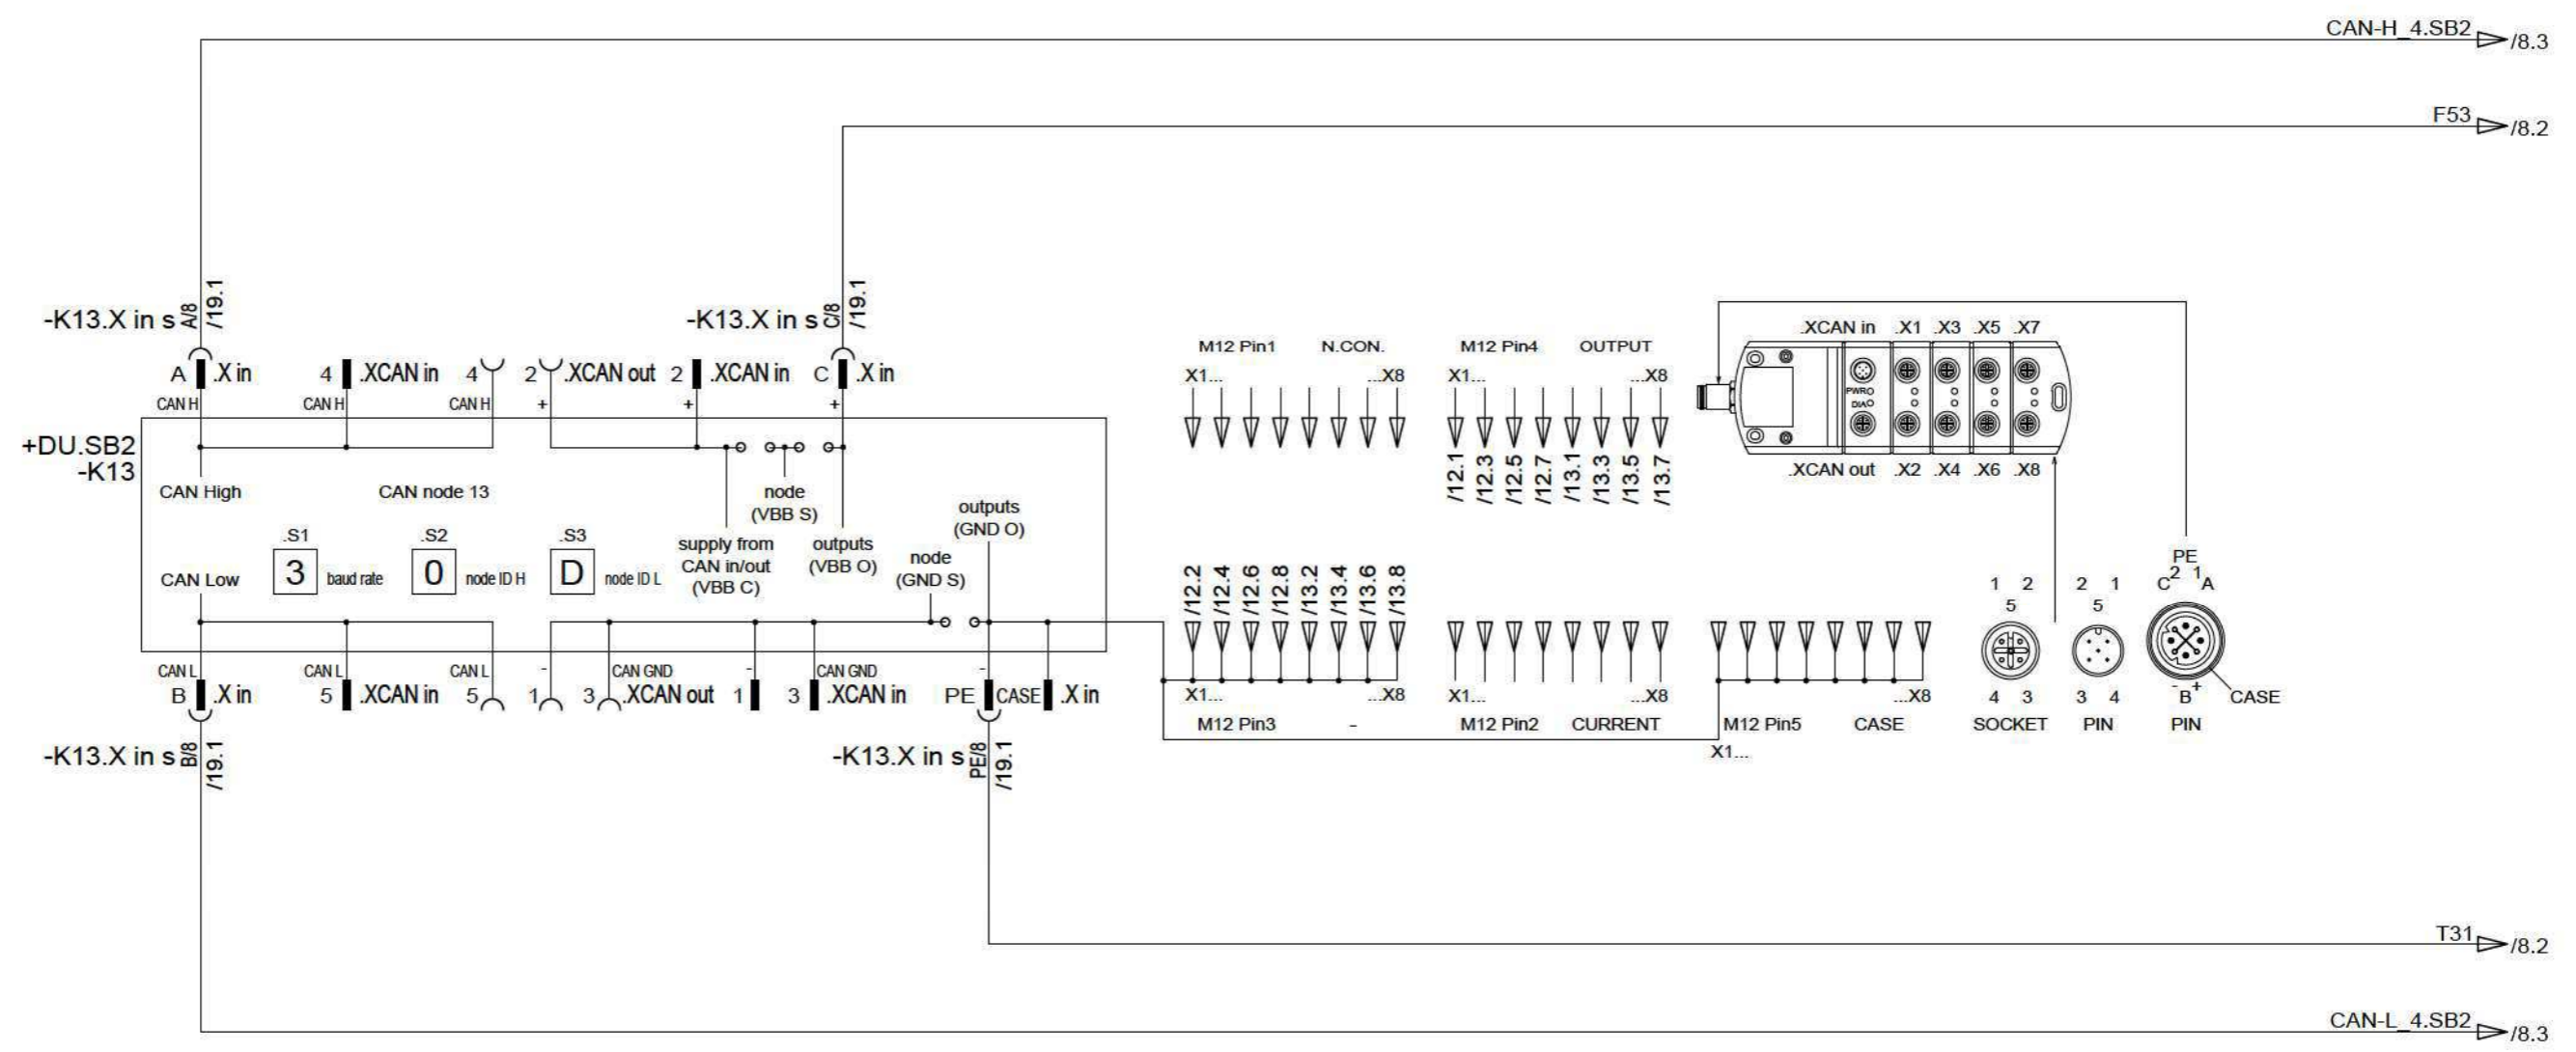 CAN-H_4.SB2
/8.3
F53
/8.2
-K13.X in s A/8 /19.1
-K13.X in s C/8 /19.1
A .X in
4 .XCAN in
4
2 .XCAN out
2 .XCAN in
C .X in
CAN H
CAN H
CAN H
+
+
+
+DU.SB2
-K13
CAN High
CAN node 13
node
(VBB S)
outputs
(GND O)
.S1
3 baud rate
.S2
0 node ID H
.S3
D node ID L
supply from
CAN in/out
(VBB C)
outputs
(VBB O)
node
(GND S)
CAN Low
CAN L
CAN L
CAN L
-
CAN GND
-
CAN GND
-
B .X in
5 .XCAN in
5
1
3 .XCAN out
1
3 .XCAN in
PE CASE .X in
-K13.X in s B/8 /19.1
-K13.X in s PE/8 /19.1
M12 Pin1 N.CON.
X1... ...X8
M12 Pin4 OUTPUT
X1... ...X8
/12.1 /12.3 /12.5 /12.7 /13.1 /13.3 /13.5 /13.7
/12.2 /12.4 /12.6 /12.8 /13.2 /13.4 /13.6 /13.8
X1... ...X8
M12 Pin3 -
X1... ...X8
M12 Pin2 CURRENT
...X8
M12 Pin5 CASE
X1...
.XCAN in .X1 .X3 .X5 .X7
PWR
DIA
.XCAN out .X2 .X4 .X6 .X8
1 2
5
4 3
SOCKET
2 1
5
3 4
PIN
PE
C 2 1 A
- B +
PIN
CASE
T31
/8.2
CAN-L_4.SB2
/8.3